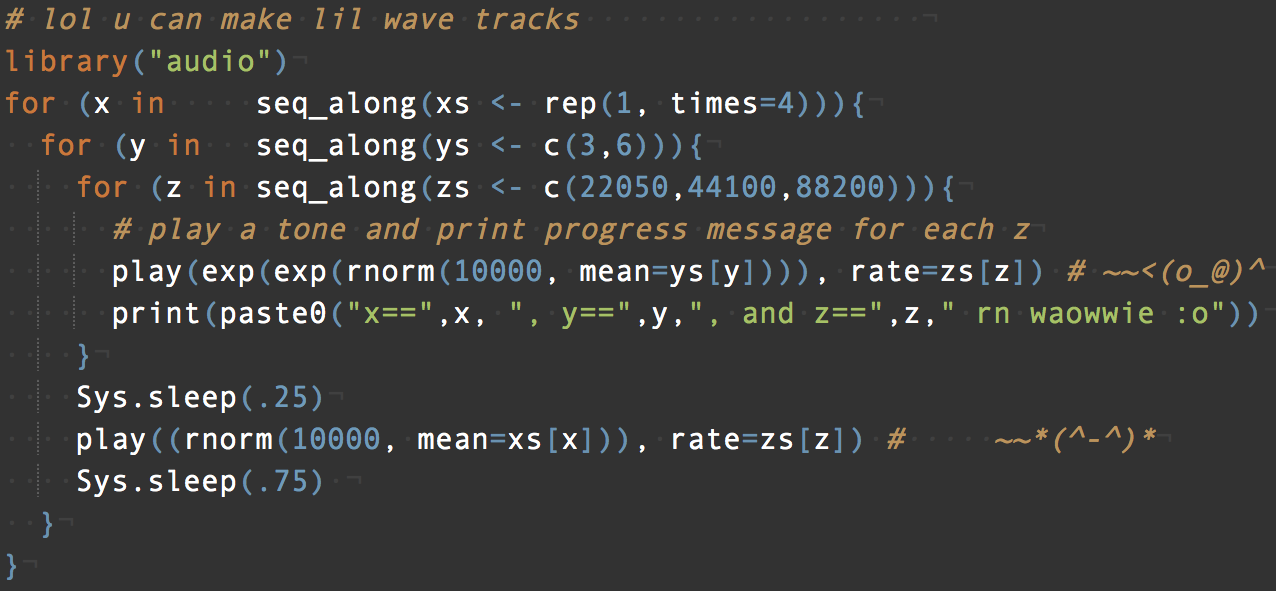 # lol u can make lil wave tracks
library("audio")
for (x in     seq_along(xs <- rep(1, times=4))){
  for (y in   seq_along(ys <- c(3,6))){
    for (z in seq_along(zs <- c(22050,44100,88200))){
      # play a tone and print progress message for each z
      play(exp(exp(rnorm(10000, mean=ys[y]))), rate=zs[z]) # ~~<(o_@)^
      print(paste0("x==",x, ", y==",y,", and z==",z," rn waowwie :o"))
    }
    Sys.sleep(.25)
    play((rnorm(10000, mean=xs[x])), rate=zs[z]) #     ~~*(^-^)*
    Sys.sleep(.75)
  }
}